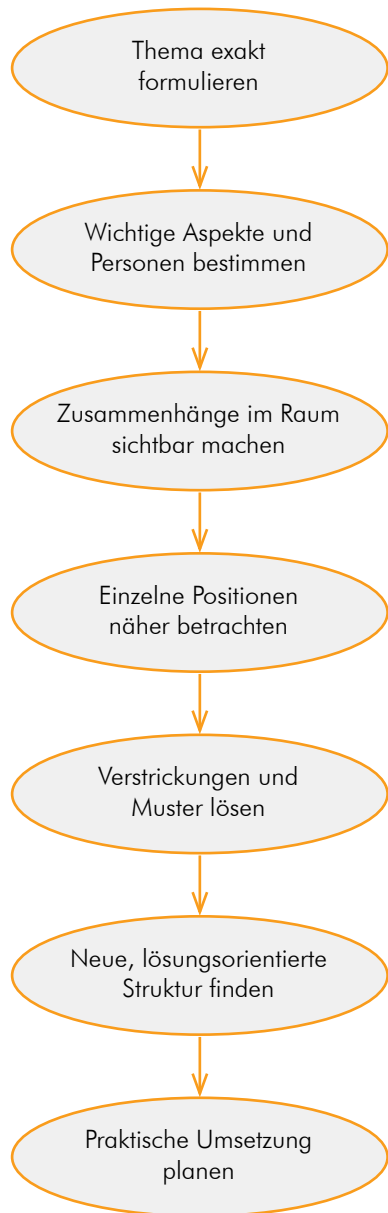 Thema exakt
formulieren
Wichtige Aspekte und
Personen bestimmen
Zusammenhänge im Raum
sichtbar machen
Einzelne Positionen
näher betrachten
Verstrickungen und
Muster lösen
Neue, lösungsorientierte
Struktur finden
Praktische Umsetzung
planen